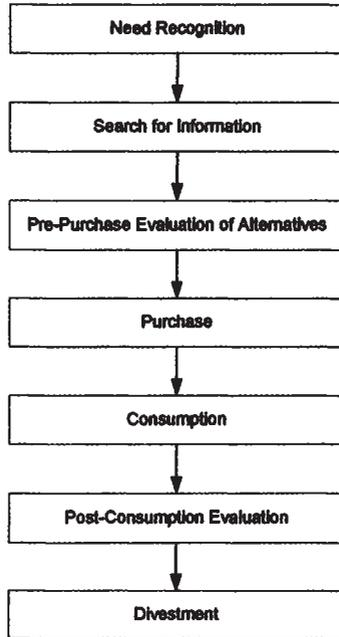 Need Recognition
Search for Information
Pre-Purchase Evaluation of Alternatives
Purchase
Consumption
Post-Consumption Evaluation
Divestment